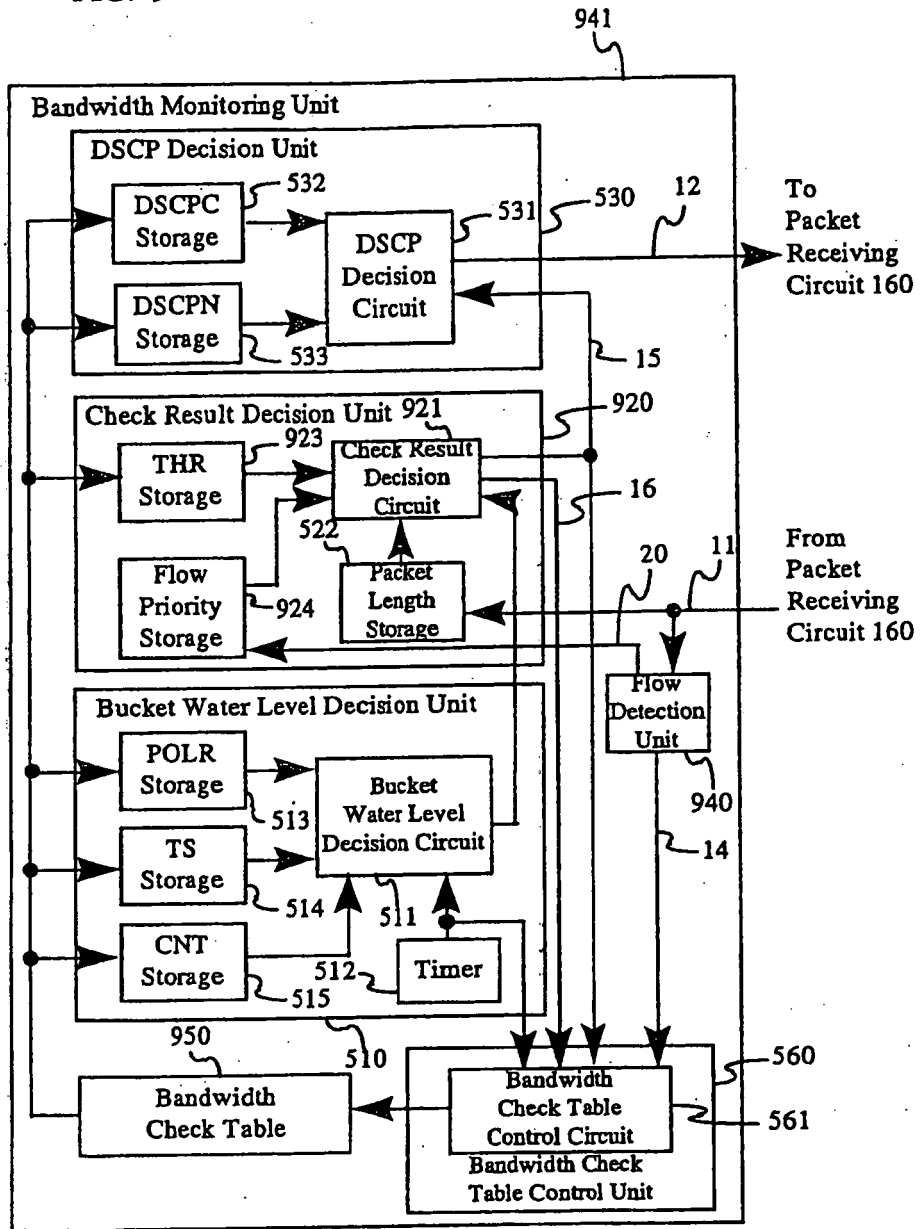 941
Bandwidth Monitoring Unit
DSCP Decision Unit
532
DSCPC
Storage
531
DSCP
Decision
Circuit
530
12
To
Packet
Receiving
Circuit 160
DSCPN
Storage
533
15
Check Result Decision Unit
921
920
923
THR
Storage
Check Result
Decision
Circuit
16
522
Flow
Priority
Storage
924
Packet
Length
Storage
20
11
From
Packet
Receiving
Circuit 160
Flow
Detection
Unit
940
Bucket Water Level Decision Unit
POLR
Storage
513
Bucket
Water Level
Decision Circuit
14
TS
Storage
514
511
CNT
Storage
515
512
Timer
510
950
Bandwidth
Check Table
560
Bandwidth
Check Table
Control Circuit
561
Bandwidth Check
Table Control Unit